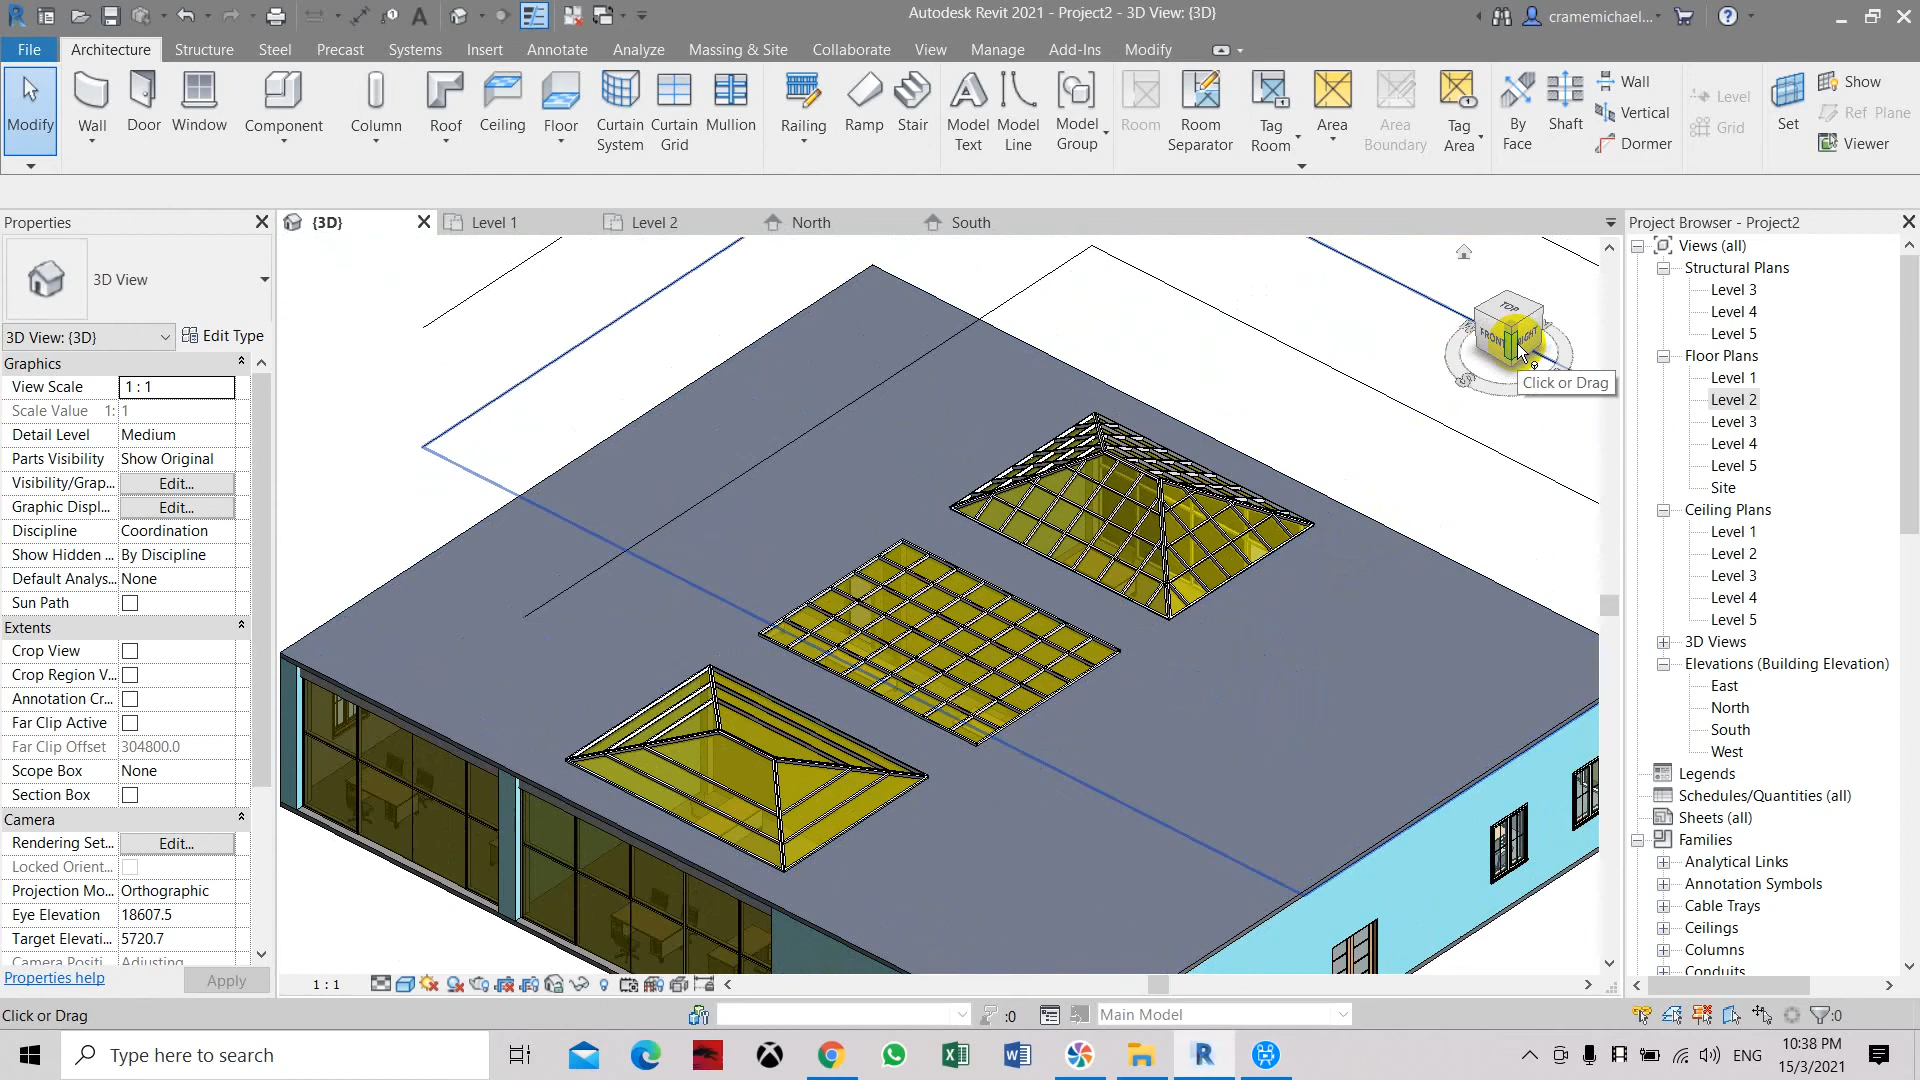 Autodesk Revit 2021 - Project2 - 3D View: {3D}
cramemichael...
File
Architecture
Structure
Steel
Precast
Systems
Insert
Annotate
Analyze
Massing & Site
Collaborate
View
Manage
Add-Ins
Modify
Modify
Wall
Door
Window
Component
Column
Roof
Ceiling
Floor
Curtain System
Curtain Grid
Mullion
Railing
Ramp
Stair
Model Text
Model Line
Model Group
Room
Room Separator
Tag Room
Area
Area Boundary
Tag Area
By Face
Shaft
Wall
Vertical
Dormer
Level
Grid
Set
Show
Ref Plane
Viewer
Properties
3D View
3D View: {3D}
Edit Type
Graphics
View Scale 1 : 1
Scale Value 1: 1
Detail Level Medium
Parts Visibility Show Original
Visibility/Grap... Edit...
Graphic Displ... Edit...
Discipline Coordination
Show Hidden ... By Discipline
Default Analys... None
Sun Path
Extents
Crop View
Crop Region V...
Annotation Cr...
Far Clip Active
Far Clip Offset 304800.0
Scope Box None
Section Box
Camera
Rendering Set... Edit...
Locked Orient...
Projection Mo... Orthographic
Eye Elevation 18607.5
Target Elevati... 5720.7
Camera Positi... Adjusting
Properties help
Apply
{3D}
Level 1
Level 2
North
South
TOP
FRONT
RIGHT
Click or Drag
1 : 1
Project Browser - Project2
Views (all)
Structural Plans
Level 3
Level 4
Level 5
Floor Plans
Level 1
Level 2
Level 3
Level 4
Level 5
Site
Ceiling Plans
Level 1
Level 2
Level 3
Level 4
Level 5
3D Views
Elevations (Building Elevation)
East
North
South
West
Legends
Schedules/Quantities (all)
Sheets (all)
Families
Analytical Links
Annotation Symbols
Cable Trays
Ceilings
Columns
Conduits
Click or Drag
:0
Main Model
:0
Type here to search
ENG
10:38 PM
15/3/2021